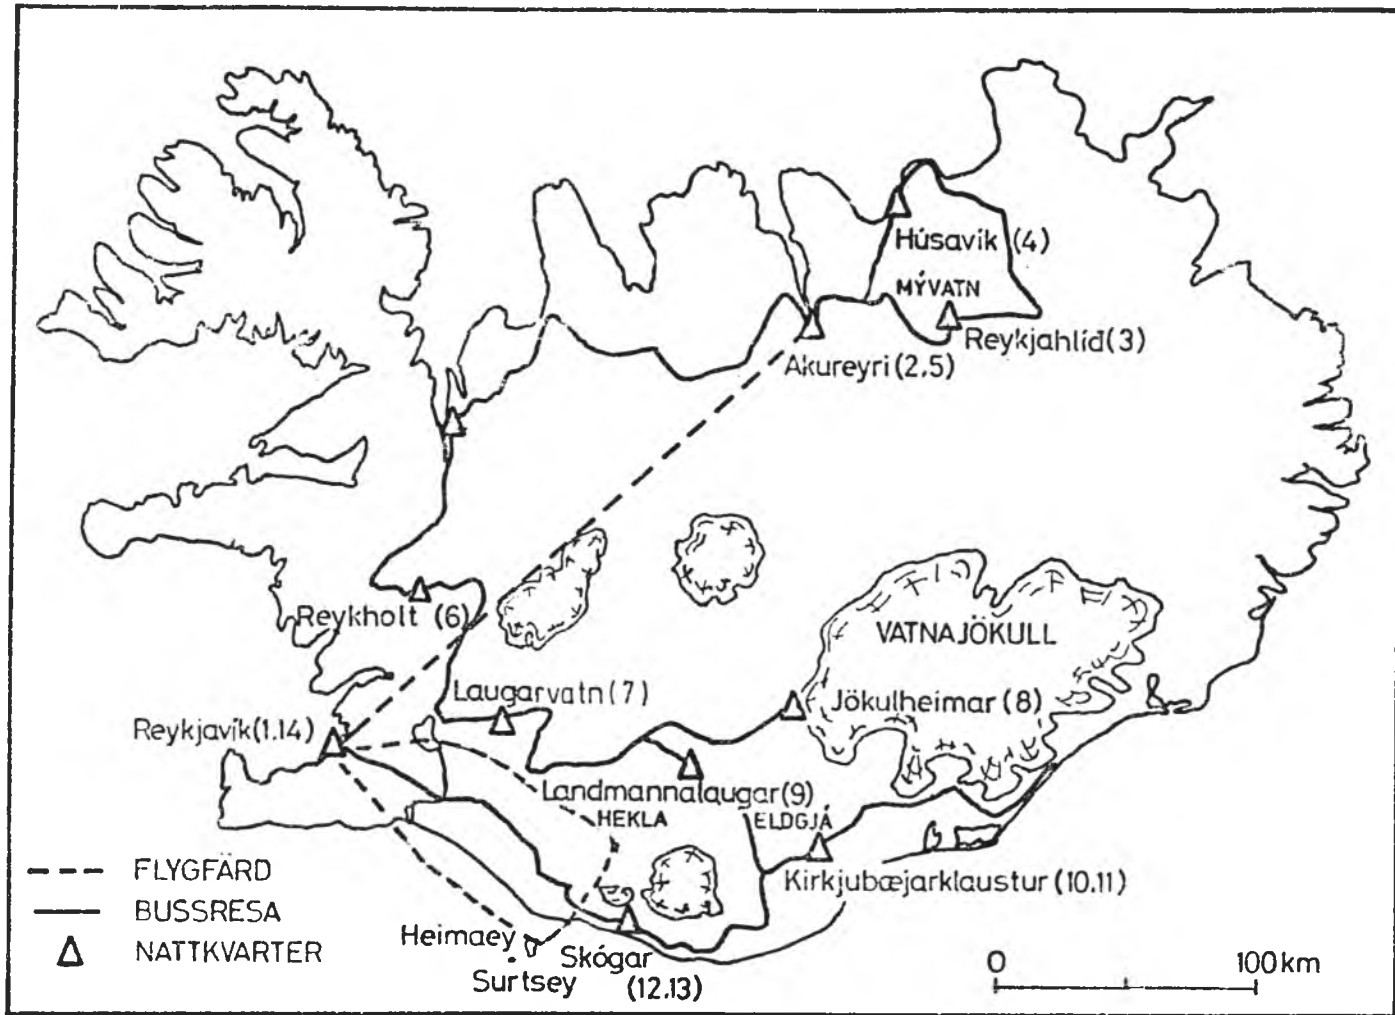 Húsavík (4)
MÝVATN
Reykjahlíð(3)
Akureyri(2,5)
Reykholt (6)
VATNAJÖKULL
Laugarvatn(7)
Jökulheimar(8)
Reykjavík(1.14)
Landmannalaugar(9)
HEKLA
ELDGJÁ
Kirkjubæjarklaustur (10.11)
Heimaey
Skógar
Surtsey
(12.13)
FLYGFÄRD
BUSSRESA
NATTKVARTER
0 100km